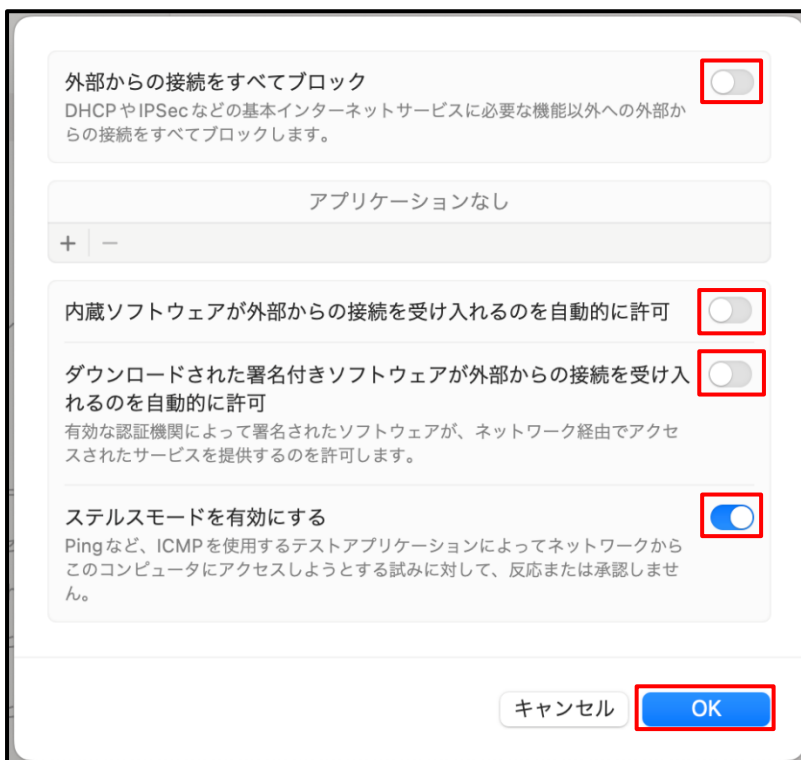 外部からの接続をすべてブロック
DHCPやIPSecなどの基本インターネットサービスに必要な機能以外への外部か
らの接続をすべてブロックします。
アプリケーションなし
+ −
内蔵ソフトウェアが外部からの接続を受け入れるのを自動的に許可
ダウンロードされた署名付きソフトウェアが外部からの接続を受け入
れるのを自動的に許可
有効な認証機関によって署名されたソフトウェアが、ネットワーク経由でアクセ
スされたサービスを提供するのを許可します。
ステルスモードを有効にする
Pingなど、ICMPを使用するテストアプリケーションによってネットワークから
このコンピュータにアクセスしようとする試みに対して、反応または承認しませ
ん。
キャンセル OK